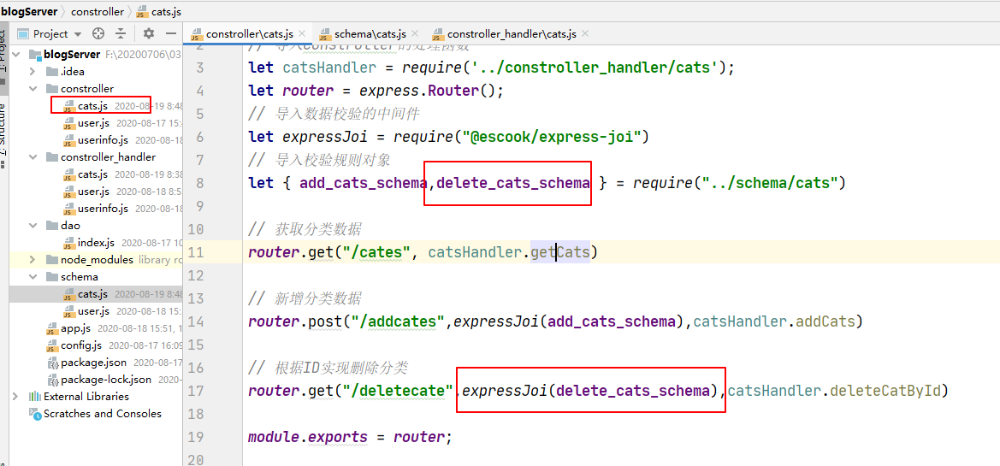 blogServer constroller cats.js
Project
constroller\cats.js schema\cats.js constroller_handler\cats.js
1: Project
Structure
blogServer F:\20200706\03
.idea
constroller
cats.js 2020-08-19 8:48
user.js 2020-08-17 15:4
userinfo.js 2020-08-18
constroller_handler
cats.js 2020-08-19 8:38
user.js 2020-08-18 8:5
userinfo.js 2020-08-18
dao
index.js 2020-08-17 10
node_modules library ro
schema
cats.js 2020-08-19 8:48
user.js 2020-08-18 15:
app.js 2020-08-18 15:51, 1
config.js 2020-08-17 16:09
package.json 2020-08-17
package-lock.json 2020-0
External Libraries
Scratches and Consoles
2 // 导入constroller的处理函数
3 let catsHandler = require('../constroller_handler/cats');
4 let router = express.Router();
5 // 导入数据校验的中间件
6 let expressJoi = require("@escook/express-joi")
7 // 导入校验规则对象
8 let { add_cats_schema,delete_cats_schema } = require("../schema/cats")
9
10 // 获取分类数据
11 router.get("/cates", catsHandler.getCats)
12
13 // 新增分类数据
14 router.post("/addcates",expressJoi(add_cats_schema),catsHandler.addCats)
15
16 // 根据ID实现删除分类
17 router.get("/deletecate",expressJoi(delete_cats_schema),catsHandler.deleteCatById)
18
19 module.exports = router;
20